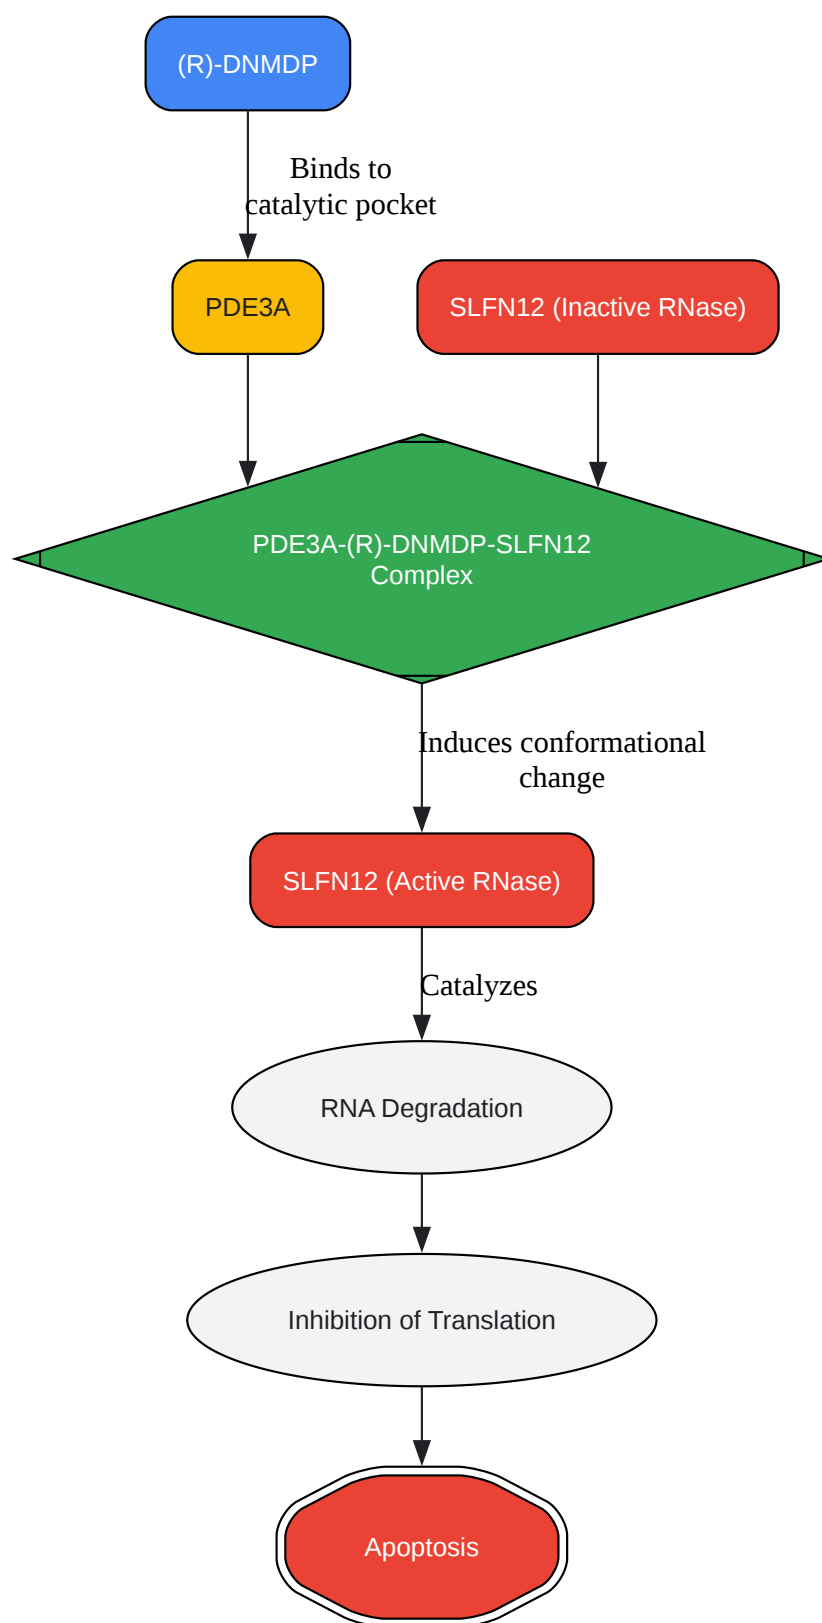 (R)-DNMDP
Binds to
catalytic pocket
PDE3A
SLFN12 (Inactive RNase)
PDE3A-(R)-DNMDP-SLFN12
Complex
Induces conformational
change
SLFN12 (Active RNase)
Catalyzes
RNA Degradation
Inhibition of Translation
Apoptosis